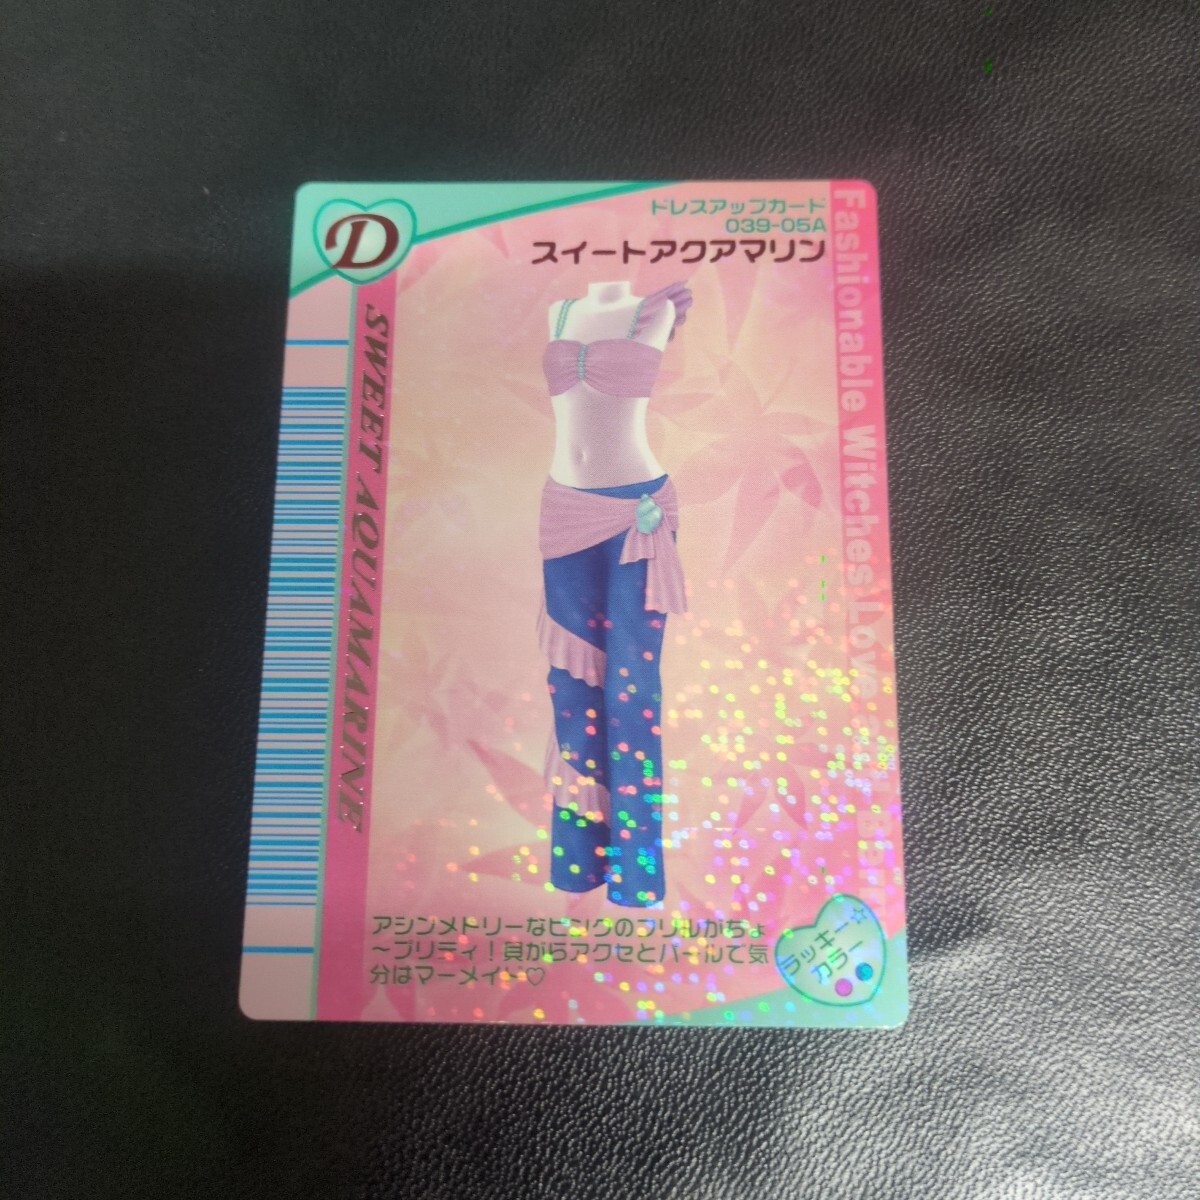 D
ドレスアップカード
039-05A
スイートアクアマリン
SWEET AQUAMARINE
Fashionable Witches Love
アシンメトリーなピンクのフリルがちょ
～プリティ！貝がらアクセとパールで気
分はマーメイド♡
ラッキー☆
カラー